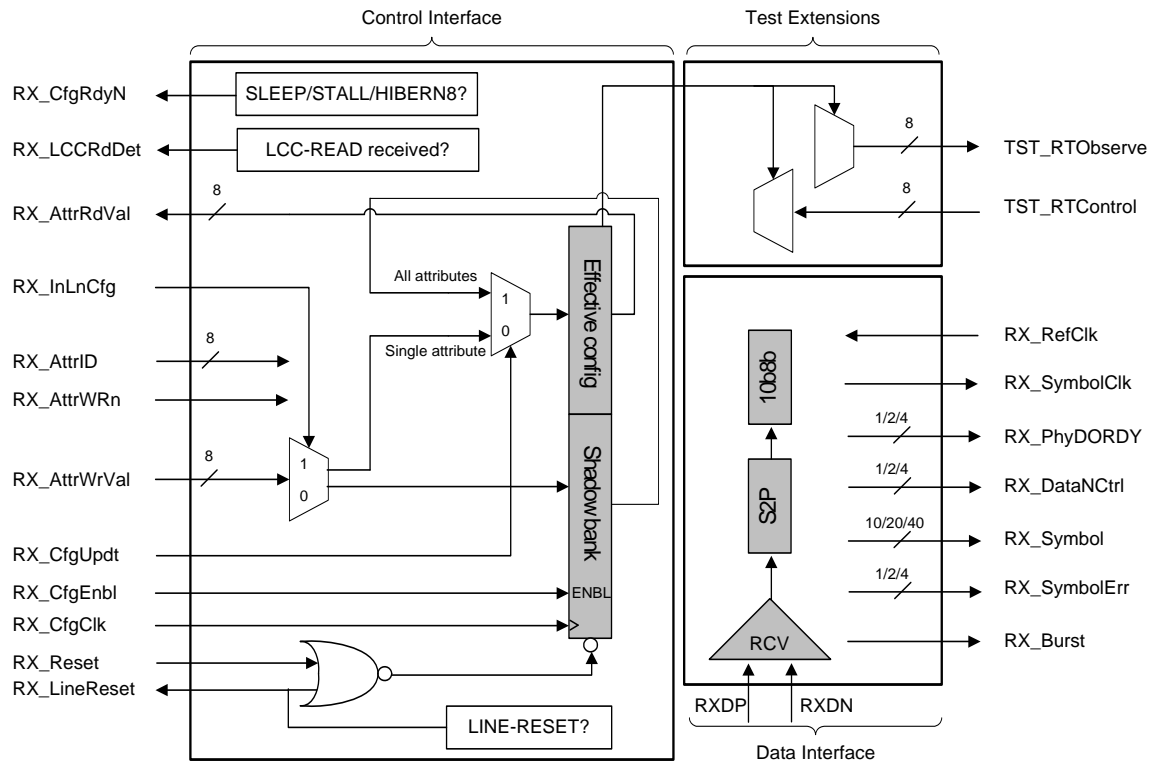 Control Interface
Test Extensions
RX_CfgRdyN
SLEEP/STALL/HIBERN8?
RX_LCCRdDet
LCC-READ received?
8
RX_AttrRdVal
RX_InLnCfg
8
RX_AttrID
RX_AttrWRn
8
RX_AttrWrVal
1
0
All attributes
1
0
Single attribute
Effective config
Shadow bank
ENBL
RX_CfgUpdt
RX_CfgEnbl
RX_CfgClk
RX_Reset
RX_LineReset
LINE-RESET?
8
TST_RTObserve
8
TST_RTControl
10b8b
S2P
RCV
RX_RefClk
RX_SymbolClk
1/2/4
RX_PhyDORDY
1/2/4
RX_DataNCtrl
10/20/40
RX_Symbol
1/2/4
RX_SymbolErr
RX_Burst
RXDP
RXDN
Data Interface